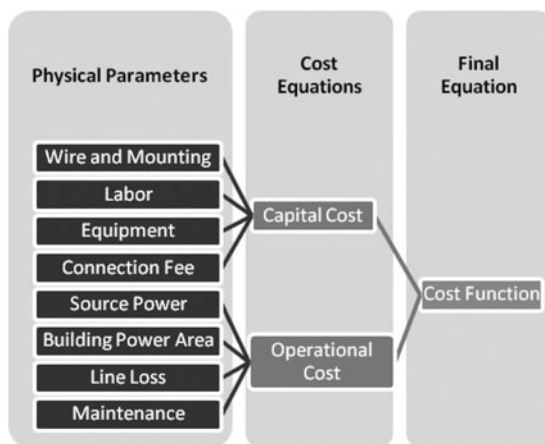 Physical Parameters
Cost
Equations
Final
Equation
Wire and Mounting
Labor
Equipment
Connection Fee
Source Power
Building Power Area
Line Loss
Maintenance
Capital Cost
Operational
Cost
Cost Function